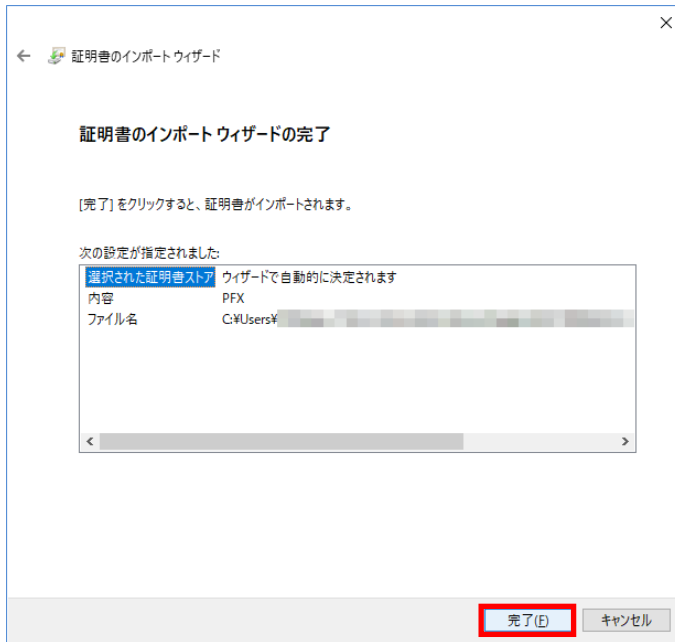 証明書のインポート ウィザード
証明書のインポート ウィザードの完了
[完了] をクリックすると、証明書がインポートされます。
次の設定が指定されました:
選択された証明書ストア ウィザードで自動的に決定されます
内容 PFX
ファイル名 C:¥Users¥
完了(F) キャンセル